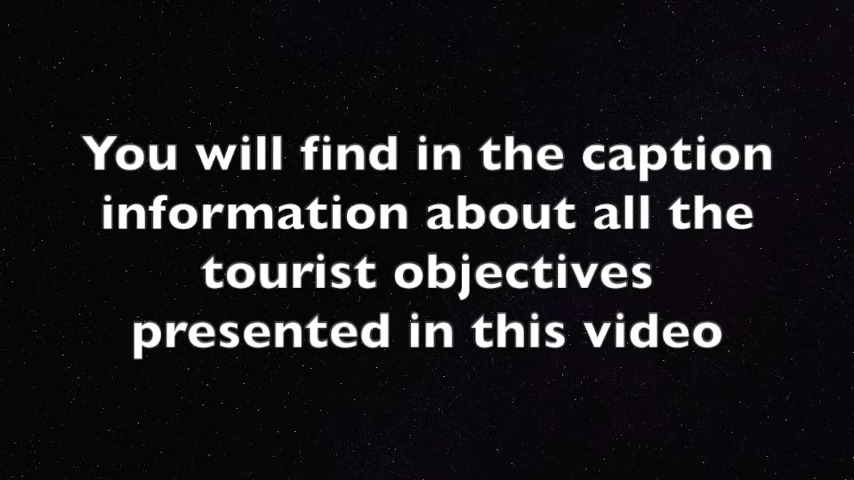 You will find in the caption
information about all the
tourist objectives
presented in this video